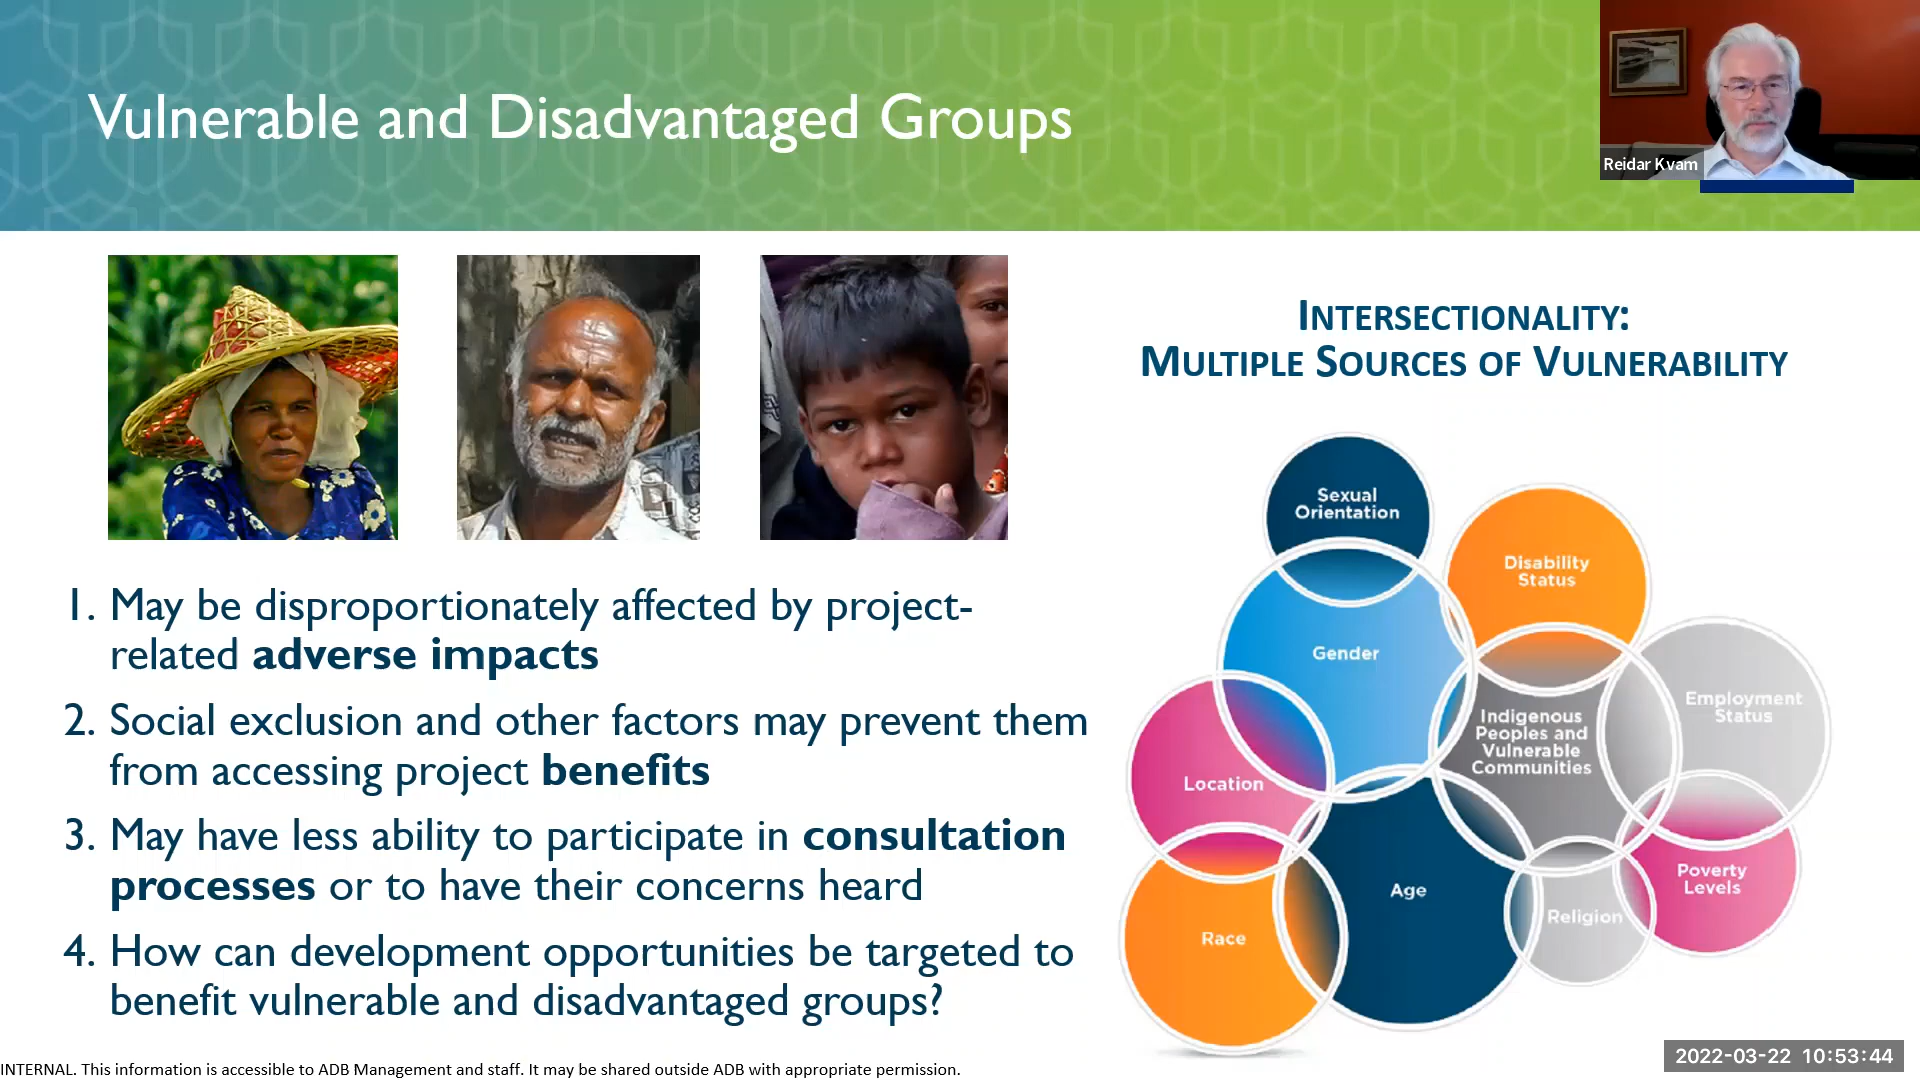 Vulnerable and Disadvantaged Groups
Reidar Kvam
INTERSECTIONALITY:
MULTIPLE SOURCES OF VULNERABILITY
1. May be disproportionately affected by project-
related adverse impacts
2. Social exclusion and other factors may prevent them
from accessing project benefits
3. May have less ability to participate in consultation
processes or to have their concerns heard
4. How can development opportunities be targeted to
benefit vulnerable and disadvantaged groups?
Sexual
Orientation
Disability
Status
Gender
Employment
Status
Indigenous
Peoples and
Vulnerable
Communities
Location
Poverty
Levels
Age
Religion
Race
INTERNAL. This information is accessible to ADB Management and staff. It may be shared outside ADB with appropriate permission.
2022-03-22 10:53:44